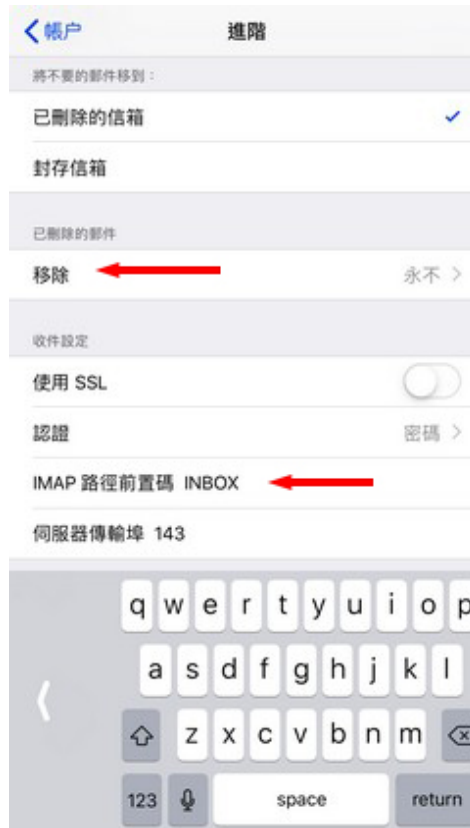 帳戶 進階
將不要的郵件移到：
已刪除的信箱
封存信箱
已刪除的郵件
移除 永不
收件設定
使用 SSL
認證 密碼
IMAP 路徑前置碼 INBOX
伺服器傳輸埠 143
q w e r t y u i o p
a s d f g h j k l
z x c v b n m
123 space return